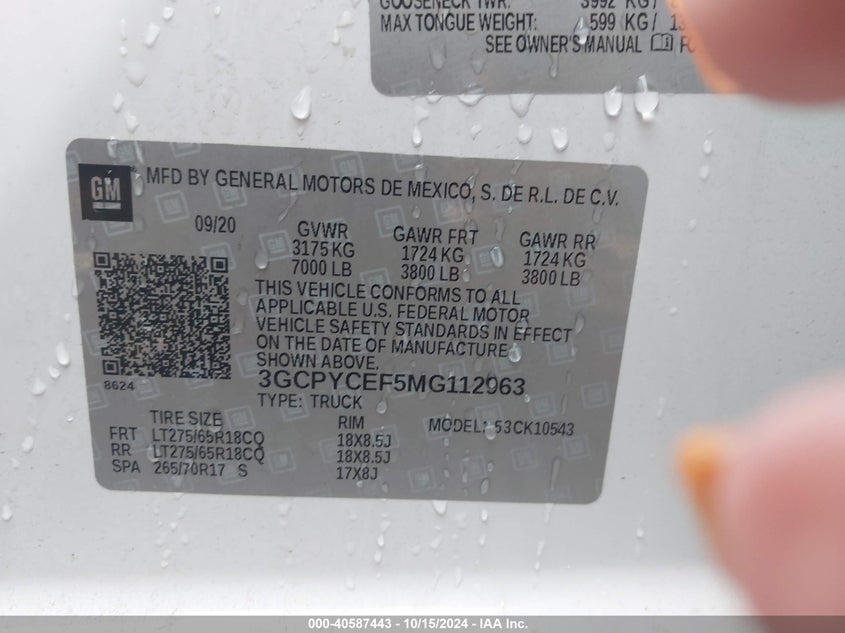 GOOSENECK TWR: 3992 KG /
MAX TONGUE WEIGHT: 599 KG /
SEE OWNER'S MANUAL
GM
MFD BY GENERAL MOTORS DE MEXICO, S. DE R.L. DE C.V.
09/20
GVWR GAWR FRT GAWR RR
3175 KG 1724 KG 1724 KG
7000 LB 3800 LB 3800 LB
THIS VEHICLE CONFORMS TO ALL
APPLICABLE U.S. FEDERAL MOTOR
VEHICLE SAFETY STANDARDS IN EFFECT
ON THE DATE OF MANUFACTURE
SHOWN ABOVE.
8624
3GCPYCEF5MG112963
TYPE: TRUCK
TIRE SIZE RIM MODEL: 53CK10543
FRT LT275/65R18CQ 18X8.5J
RR LT275/65R18CQ 18X8.5J
SPA 265/70R17 S 17X8J
000-40587443 - 10/15/2024 - IAA Inc.